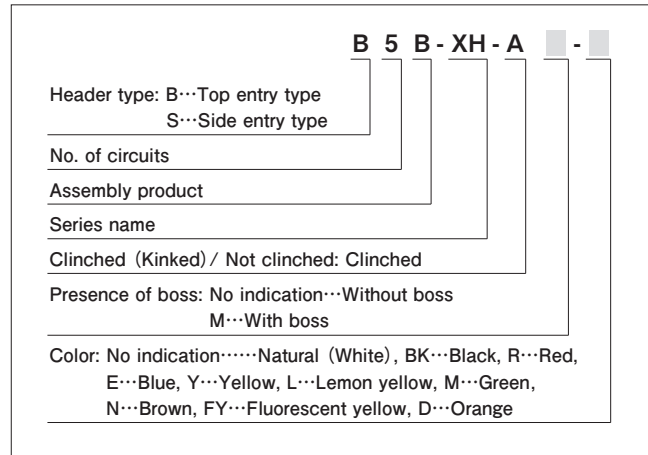 B 5 B - XH - A -
Header type: B…Top entry type
S…Side entry type
No. of circuits
Assembly product
Series name
Clinched (Kinked) / Not clinched: Clinched
Presence of boss: No indication…Without boss
M…With boss
Color: No indication……Natural (White), BK…Black, R…Red,
E…Blue, Y…Yellow, L…Lemon yellow, M…Green,
N…Brown, FY…Fluorescent yellow, D…Orange